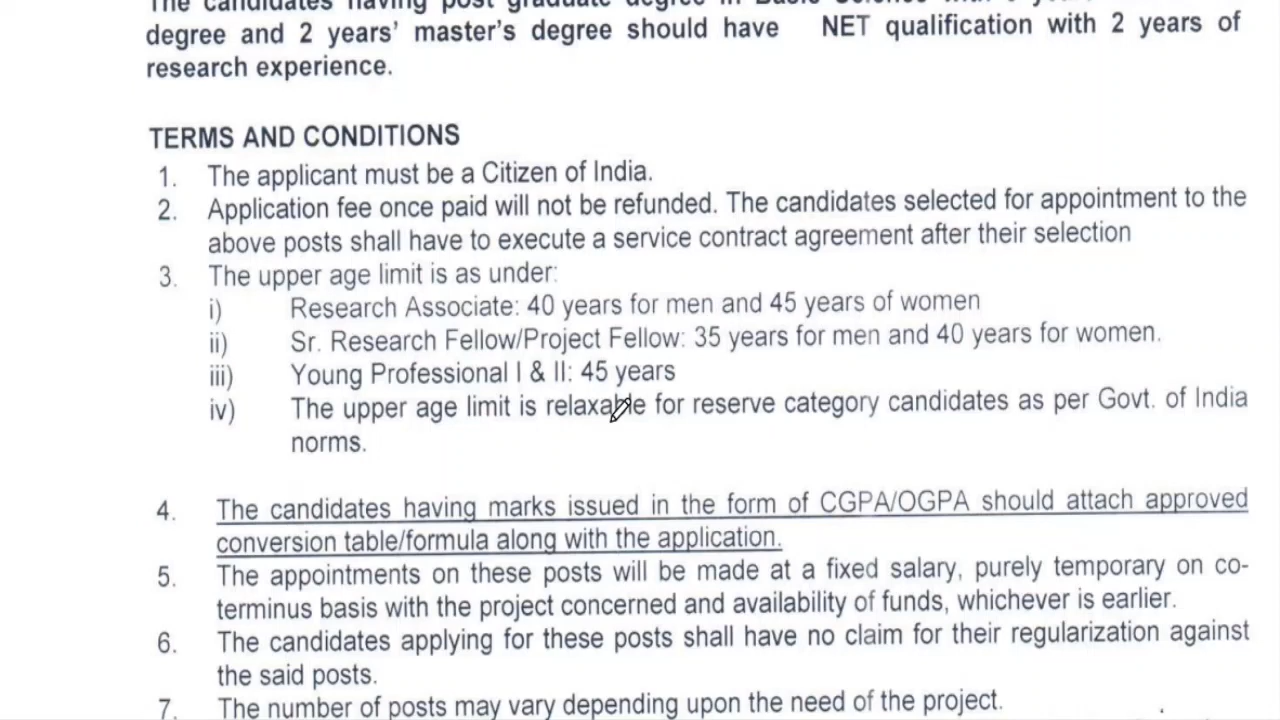 The candidates having post graduate degree in Basic Science with
degree and 2 years' master's degree should have NET qualification with 2 years of
research experience.
TERMS AND CONDITIONS
1. The applicant must be a Citizen of India.
2. Application fee once paid will not be refunded. The candidates selected for appointment to the
above posts shall have to execute a service contract agreement after their selection
3. The upper age limit is as under:
i) Research Associate: 40 years for men and 45 years of women
ii) Sr. Research Fellow/Project Fellow: 35 years for men and 40 years for women.
iii) Young Professional I & II: 45 years
iv) The upper age limit is relaxable for reserve category candidates as per Govt. of India
norms.
4. The candidates having marks issued in the form of CGPA/OGPA should attach approved
conversion table/formula along with the application.
5. The appointments on these posts will be made at a fixed salary, purely temporary on co-
terminus basis with the project concerned and availability of funds, whichever is earlier.
6. The candidates applying for these posts shall have no claim for their regularization against
the said posts.
7. The number of posts may vary depending upon the need of the project.